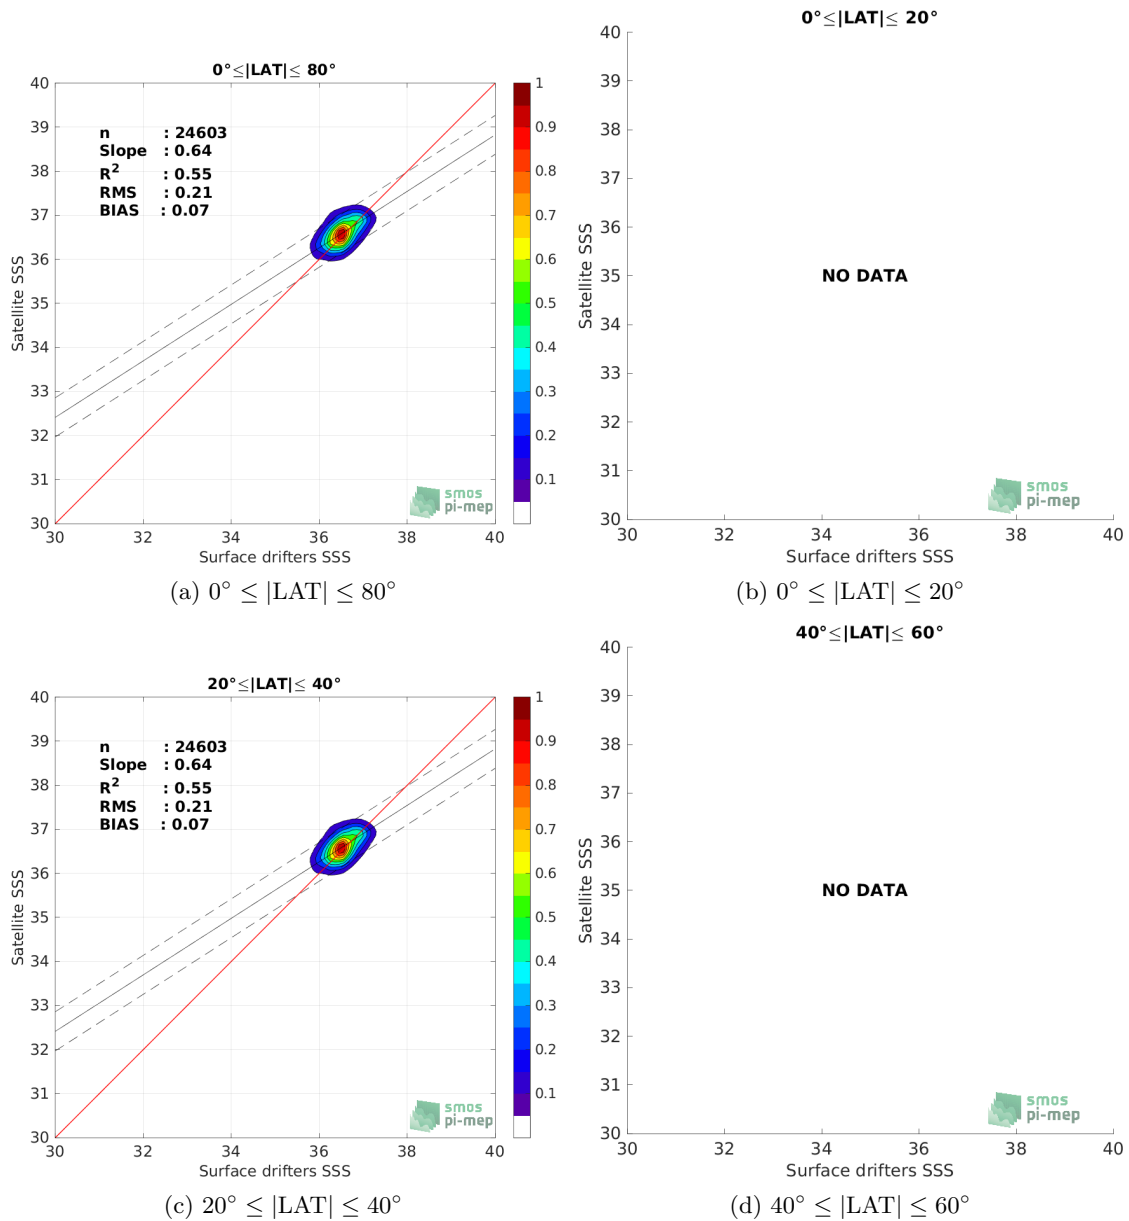 0°≤|LAT|≤ 80°
40
39
38
37
36
35
34
33
32
31
30
30
32
34
36
38
40
Satellite SSS
Surface drifters SSS
n : 24603
Slope : 0.64
R² : 0.55
RMS : 0.21
BIAS : 0.07
1
0.9
0.8
0.7
0.6
0.5
0.4
0.3
0.2
0.1
smos
pi-mep
(a) 0° ≤ |LAT| ≤ 80°
0°≤|LAT|≤ 20°
40
39
38
37
36
35
34
33
32
31
30
30
32
34
36
38
40
Satellite SSS
Surface drifters SSS
NO DATA
smos
pi-mep
(b) 0° ≤ |LAT| ≤ 20°
20°≤|LAT|≤ 40°
40
39
38
37
36
35
34
33
32
31
30
30
32
34
36
38
40
Satellite SSS
Surface drifters SSS
n : 24603
Slope : 0.64
R² : 0.55
RMS : 0.21
BIAS : 0.07
1
0.9
0.8
0.7
0.6
0.5
0.4
0.3
0.2
0.1
smos
pi-mep
(c) 20° ≤ |LAT| ≤ 40°
40°≤|LAT|≤ 60°
40
39
38
37
36
35
34
33
32
31
30
30
32
34
36
38
40
Satellite SSS
Surface drifters SSS
NO DATA
smos
pi-mep
(d) 40° ≤ |LAT| ≤ 60°